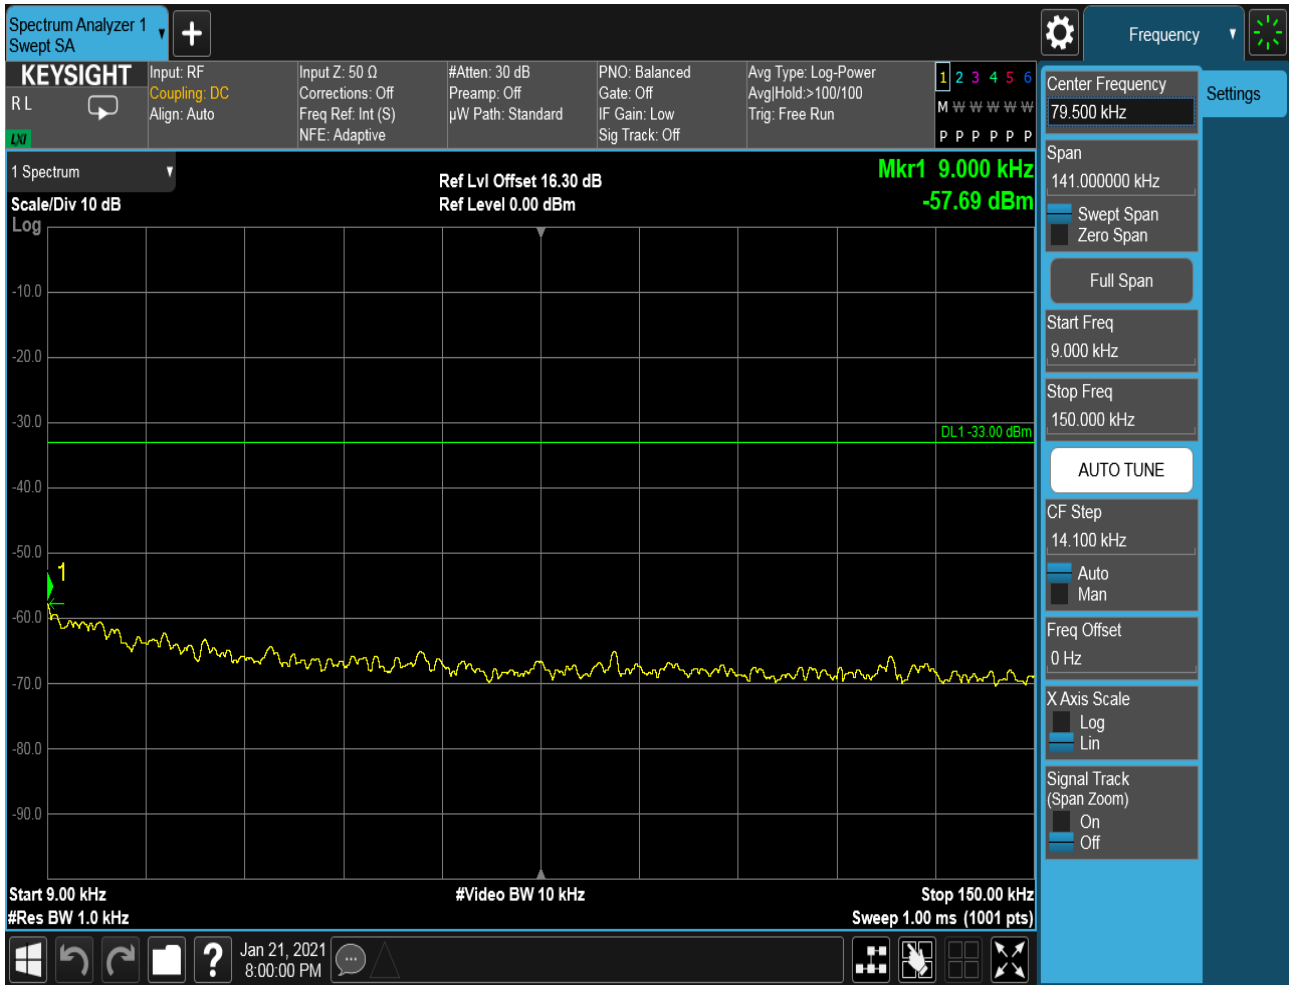 Spectrum Analyzer 1
Swept SA
Frequency
KEYSIGHT
R L
LXI
Input: RF
Coupling: DC
Align: Auto
Input Z: 50 Ω
Corrections: Off
Freq Ref: Int (S)
NFE: Adaptive
#Atten: 30 dB
Preamp: Off
µW Path: Standard
PNO: Balanced
Gate: Off
IF Gain: Low
Sig Track: Off
Avg Type: Log-Power
Avg|Hold:>100/100
Trig: Free Run
1 2 3 4 5 6
M W W W W W
P P P P P P
Center Frequency
79.500 kHz
Settings
Span
141.000000 kHz
Swept Span
Zero Span
Full Span
Start Freq
9.000 kHz
Stop Freq
150.000 kHz
AUTO TUNE
CF Step
14.100 kHz
Auto
Man
Freq Offset
0 Hz
X Axis Scale
Log
Lin
Signal Track
(Span Zoom)
On
Off
1 Spectrum
Scale/Div 10 dB
Log
Ref Lvl Offset 16.30 dB
Ref Level 0.00 dBm
Mkr1 9.000 kHz
-57.69 dBm
-10.0
-20.0
-30.0
DL1 -33.00 dBm
-40.0
-50.0
1
-60.0
-70.0
-80.0
-90.0
Start 9.00 kHz
#Video BW 10 kHz
Stop 150.00 kHz
#Res BW 1.0 kHz
Sweep 1.00 ms (1001 pts)
?
Jan 21, 2021
8:00:00 PM